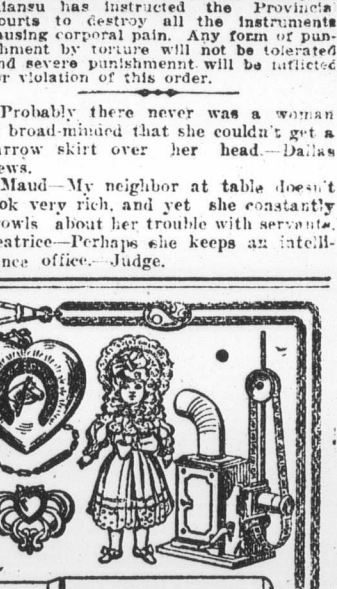 iansu has instructed the Provincia
ourts to destroy all the instruments
ausing corporal pain. Any form of pun-
hment by torture will not be tolerated
nd severe punishmennt will be inflicted
r violation of this order.
Probably there never was a woman
broad-minded that she couldn't get a
arrow skirt over her head.—Dallas
ews.
Maud—My neighbor at table doesn't
ok very rich, and yet she constantly
rowls about her trouble with servants.
eatrice—Perhaps she keeps an intelli-
nce office.—Judge.